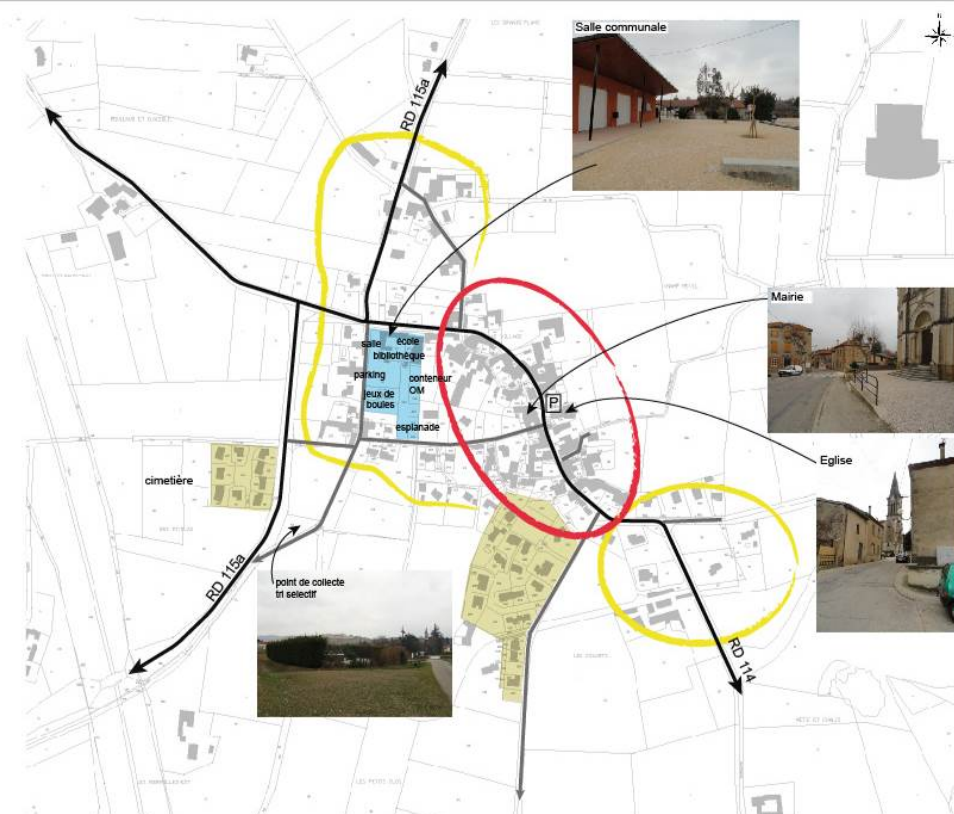 Salle communale
RD 115a
Mairie
salle
école
bibliothèque
parking
conteneur
OM
jeux de
boules
esplanade
P
Eglise
cimetière
RD 115a
point de collecte
tri selectif
RD 114